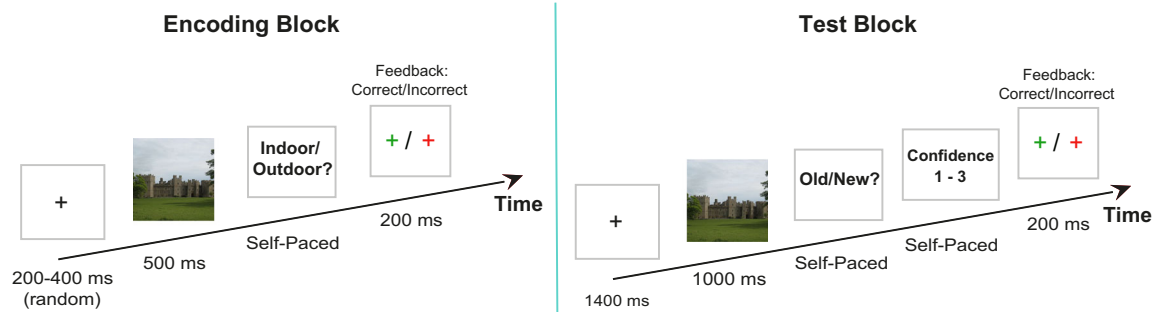 Encoding Block
Feedback:
Correct/Incorrect
Indoor/
Outdoor?
+ / +
+
Time
200 ms
Self-Paced
500 ms
200-400 ms
(random)
Test Block
Feedback:
Correct/Incorrect
+ / +
Confidence
1 - 3
Old/New?
+
Time
200 ms
Self-Paced
Self-Paced
1000 ms
1400 ms